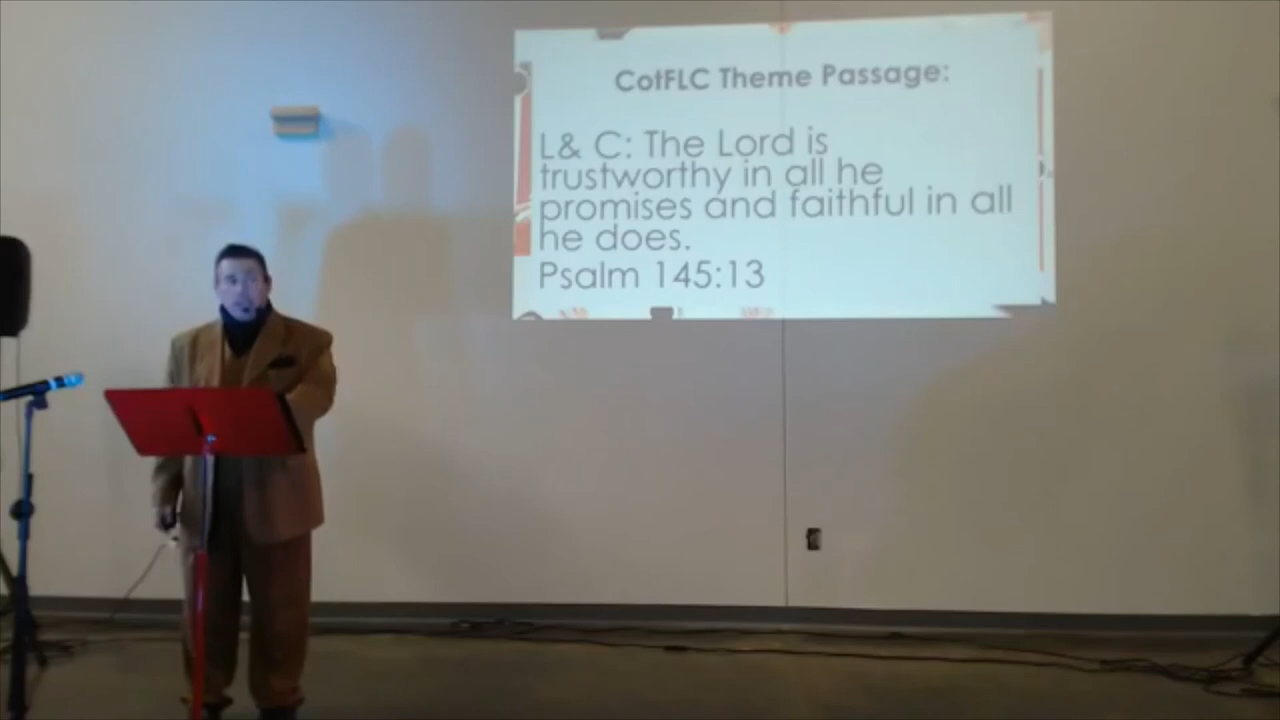 CotFLC Theme Passage:
L& C: The Lord is
trustworthy in all he
promises and faithful in all
he does.
Psalm 145:13